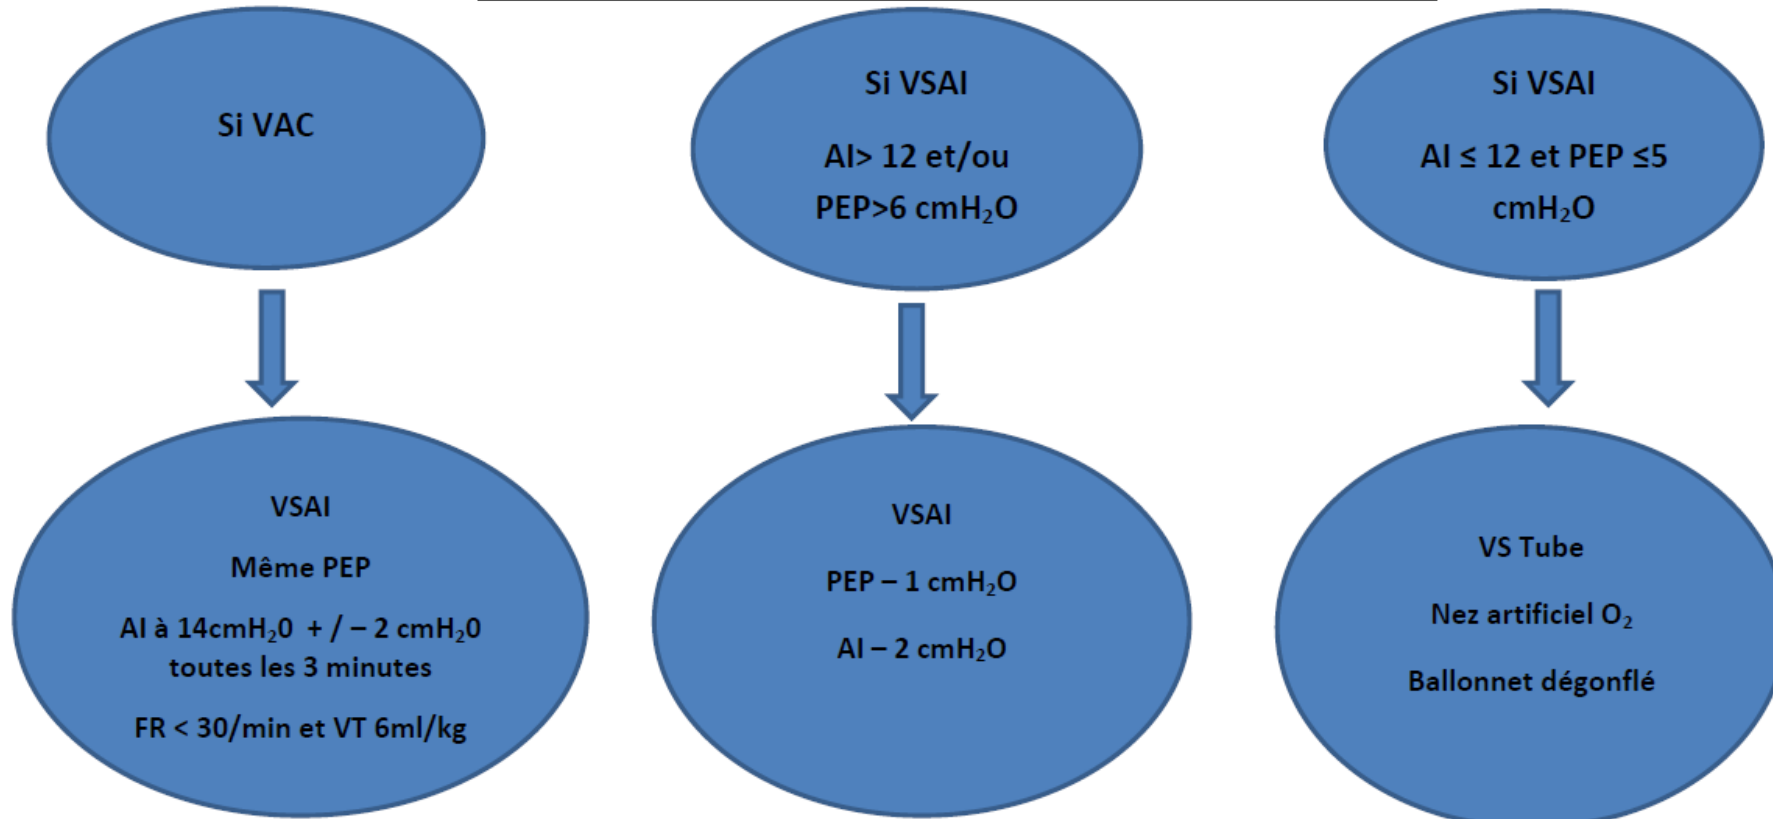 Si VAC
Si VSAI
AI> 12 et/ou
PEP>6 cmH₂O
Si VSAI
AI ≤ 12 et PEP ≤5
cmH₂O
VSAI
Même PEP
AI à 14cmH₂0 + / – 2 cmH₂0
toutes les 3 minutes
FR < 30/min et VT 6ml/kg
VSAI
PEP – 1 cmH₂O
AI – 2 cmH₂O
VS Tube
Nez artificiel O₂
Ballonnet dégonflé